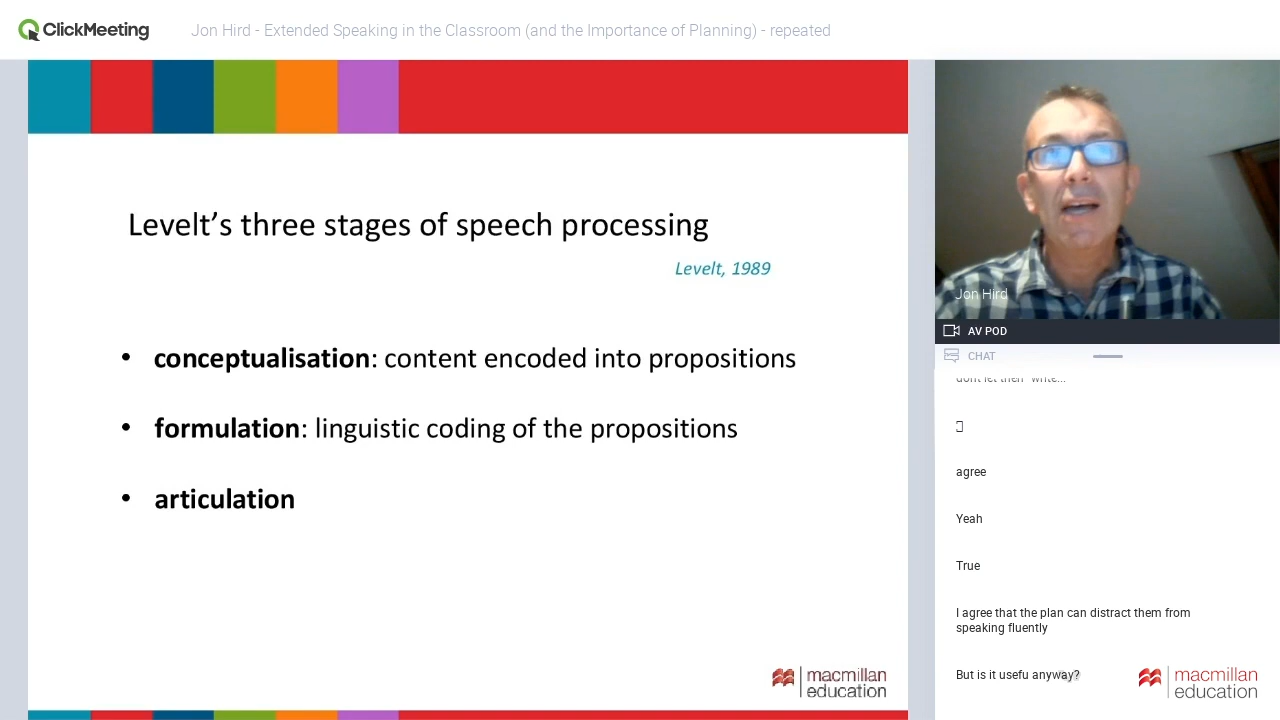 ClickMeeting
Jon Hird - Extended Speaking in the Classroom (and the Importance of Planning) - repeated
Levelt's three stages of speech processing
Levelt, 1989
• conceptualisation: content encoded into propositions
• formulation: linguistic coding of the propositions
• articulation
macmillan
education
Jon Hird
AV POD
CHAT
agree
Yeah
True
I agree that the plan can distract them from
speaking fluently
But is it usefu anyway?
macmillan
education